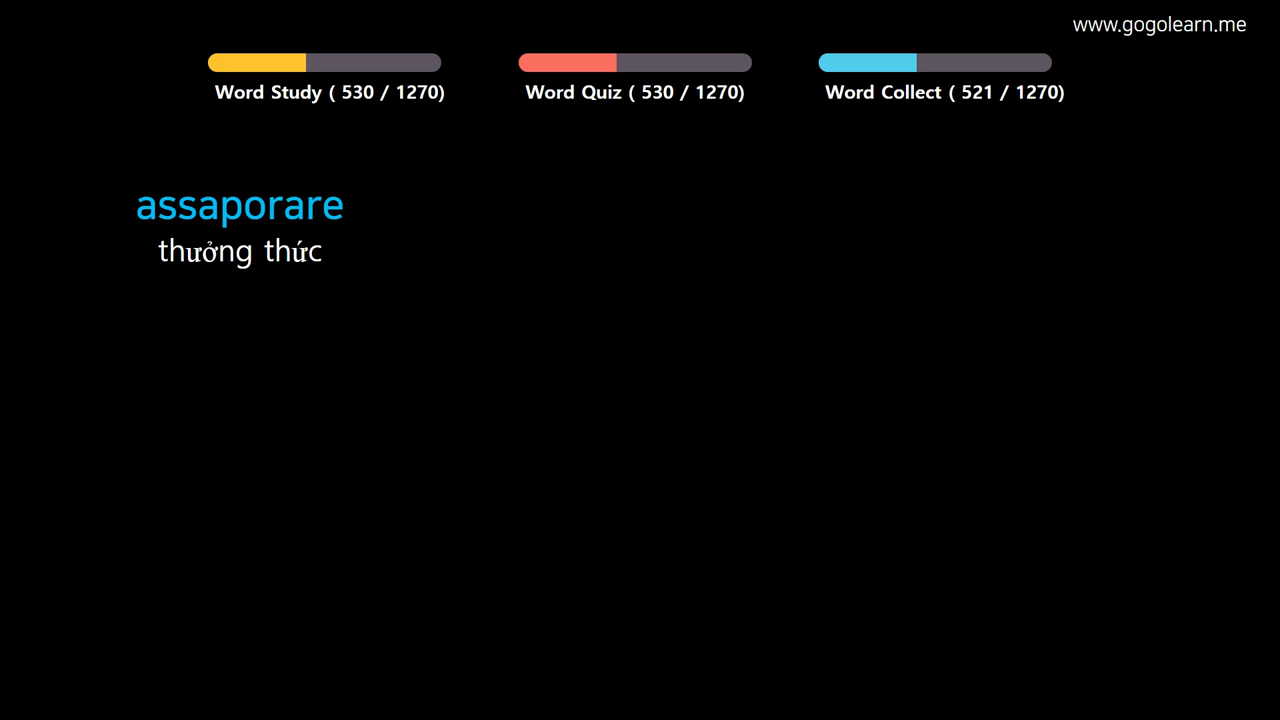 www.gogolearn.me
Word Study ( 530 / 1270)
Word Quiz ( 530 / 1270)
Word Collect ( 521 / 1270)
assaporare
thưởng thức